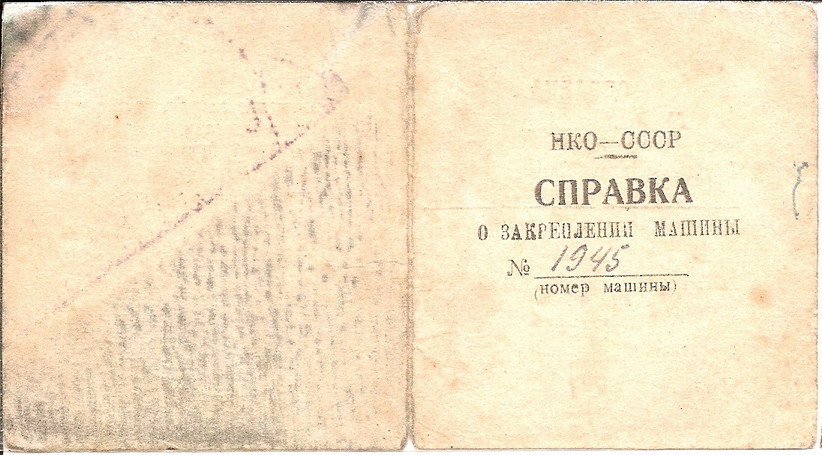 НКО—СССР
СПРАВКА
О ЗАКРЕПЛЕНИИ МАШИНЫ
№ 1945
(номер машины)